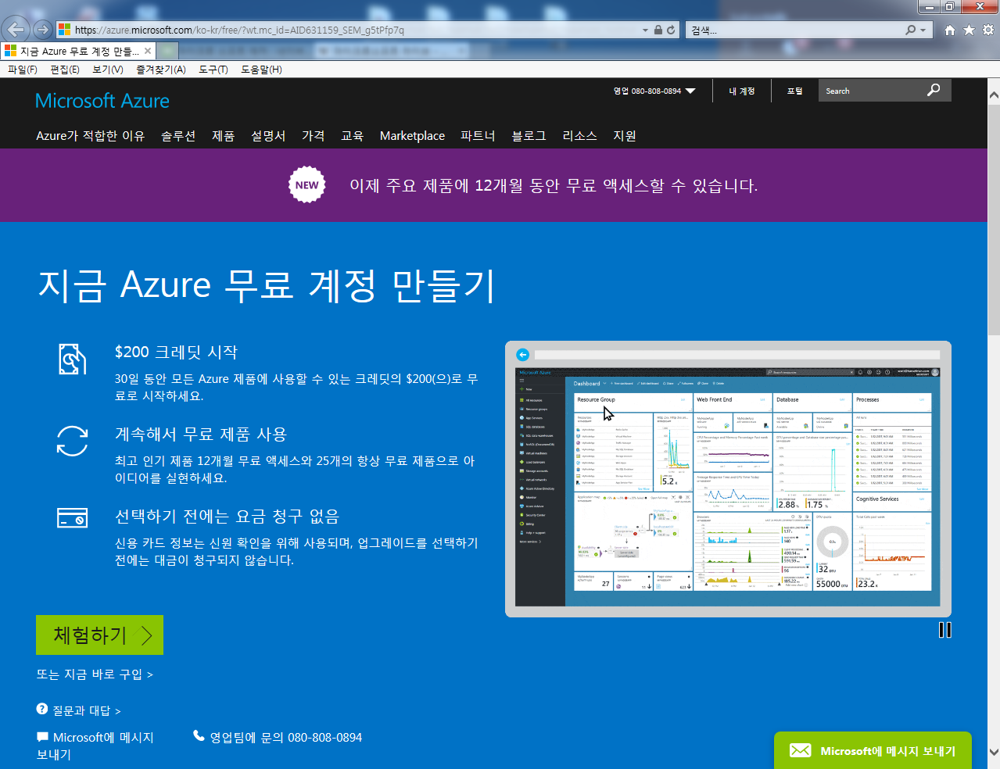 https://azure.microsoft.com/ko-kr/free/?wt.mc_id=AID631159_SEM_g5tPfp7q
검색...
지금 Azure 무료 계정 만들...
파일(F) 편집(E) 보기(V) 즐겨찾기(A) 도구(T) 도움말(H)
영업 080-808-0894 내 계정 포털 Search
Microsoft Azure
Azure가 적합한 이유 솔루션 제품 설명서 가격 교육 Marketplace 파트너 블로그 리소스 지원
NEW 이제 주요 제품에 12개월 동안 무료 액세스할 수 있습니다.
지금 Azure 무료 계정 만들기
$200 크레딧 시작
30일 동안 모든 Azure 제품에 사용할 수 있는 크레딧의 $200(으)로 무
료로 시작하세요.
계속해서 무료 제품 사용
최고 인기 제품 12개월 무료 액세스와 25개의 항상 무료 제품으로 아
이디어를 실현하세요.
선택하기 전에는 요금 청구 없음
신용 카드 정보는 신원 확인을 위해 사용되며, 업그레이드를 선택하기
전에는 대금이 청구되지 않습니다.
Microsoft Azure
Dashboard
Resource Group
Web Front End
Database
Processes
Cognitive Services
5.2
2.88 %
1.75 %
27
11
623
32 DTU
55000 DTU
23.2
체험하기
또는 지금 바로 구입 >
질문과 대답 >
Microsoft에 메시지
보내기
영업팀에 문의 080-808-0894
Microsoft에 메시지 보내기